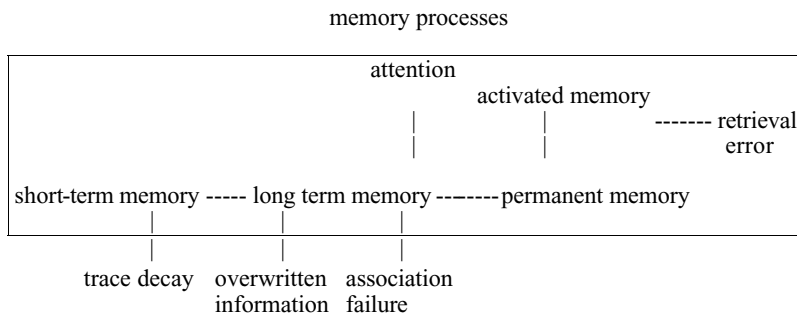 memory processes
attention
activated memory
------- retrieval
error
short-term memory ----- long term memory -------- permanent memory
trace decay overwritten association
information failure